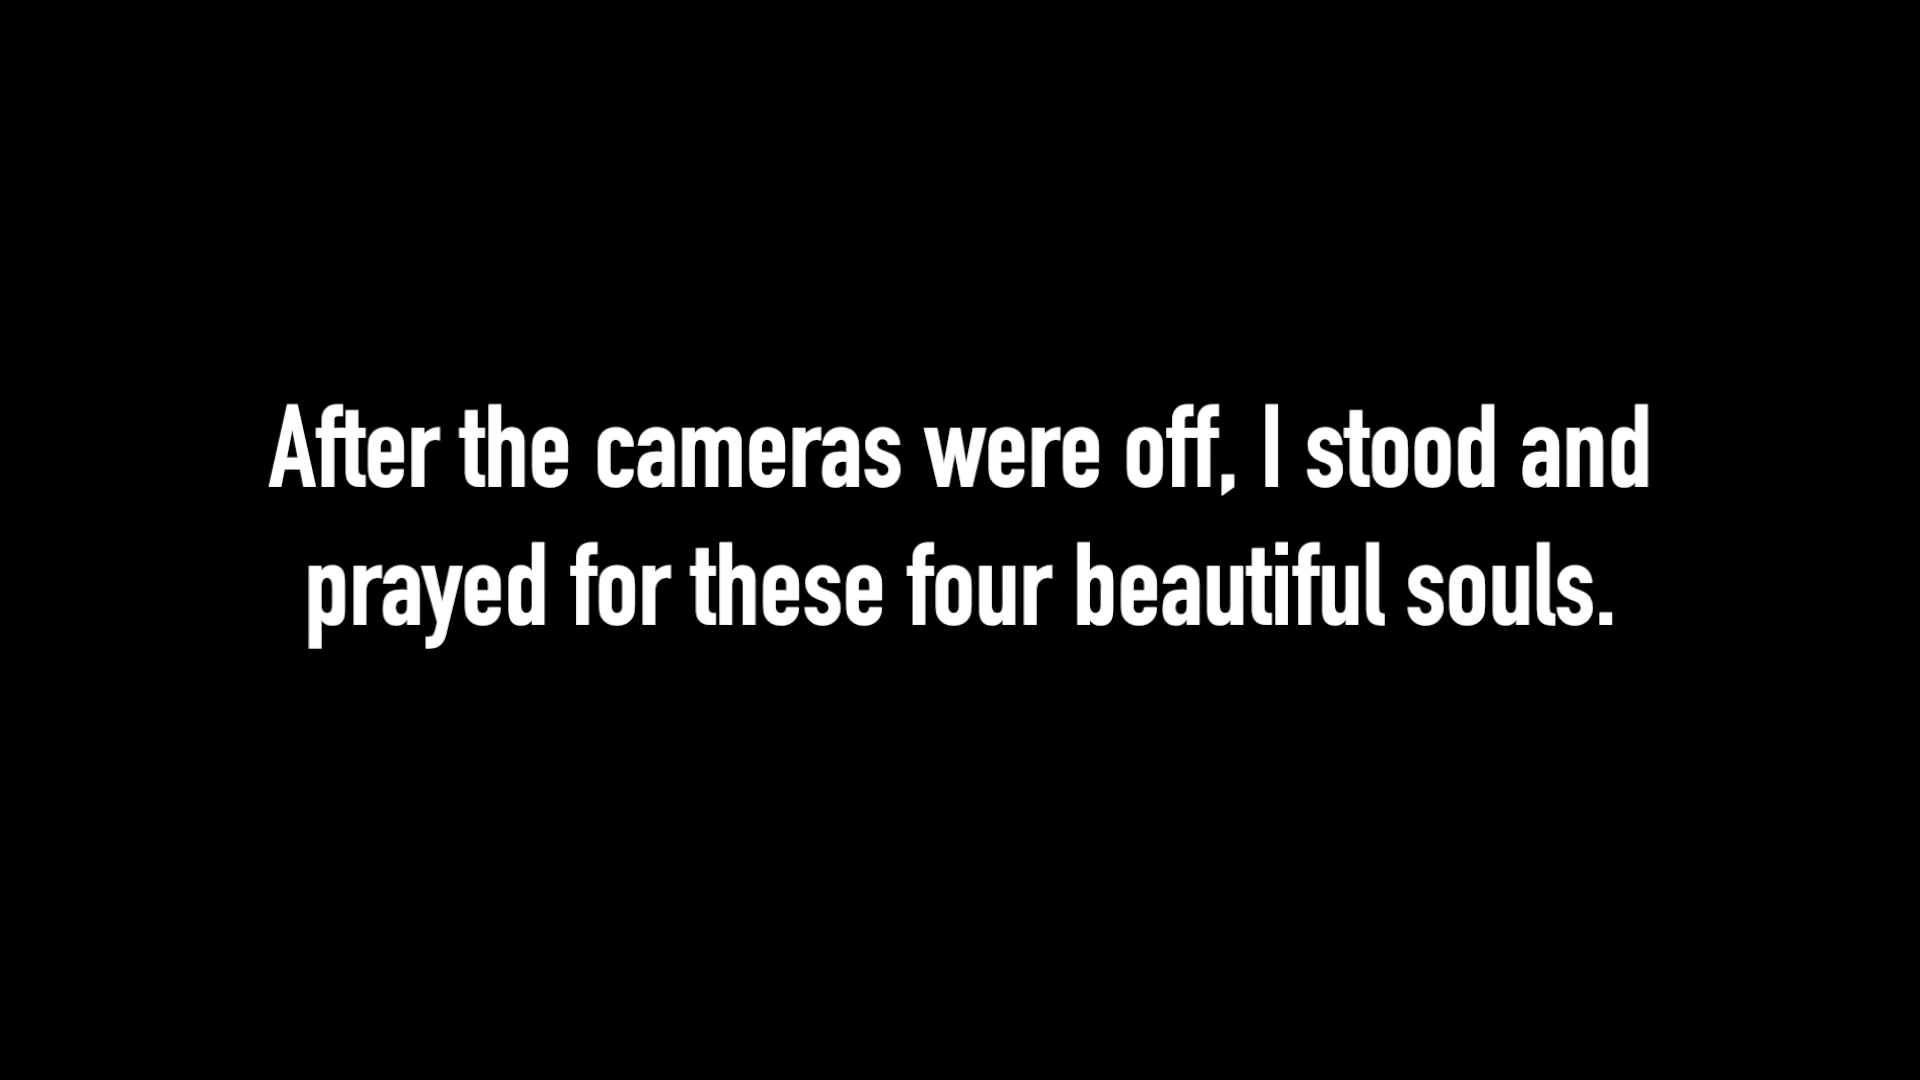 After the cameras were off, I stood and
prayed for these four beautiful souls.